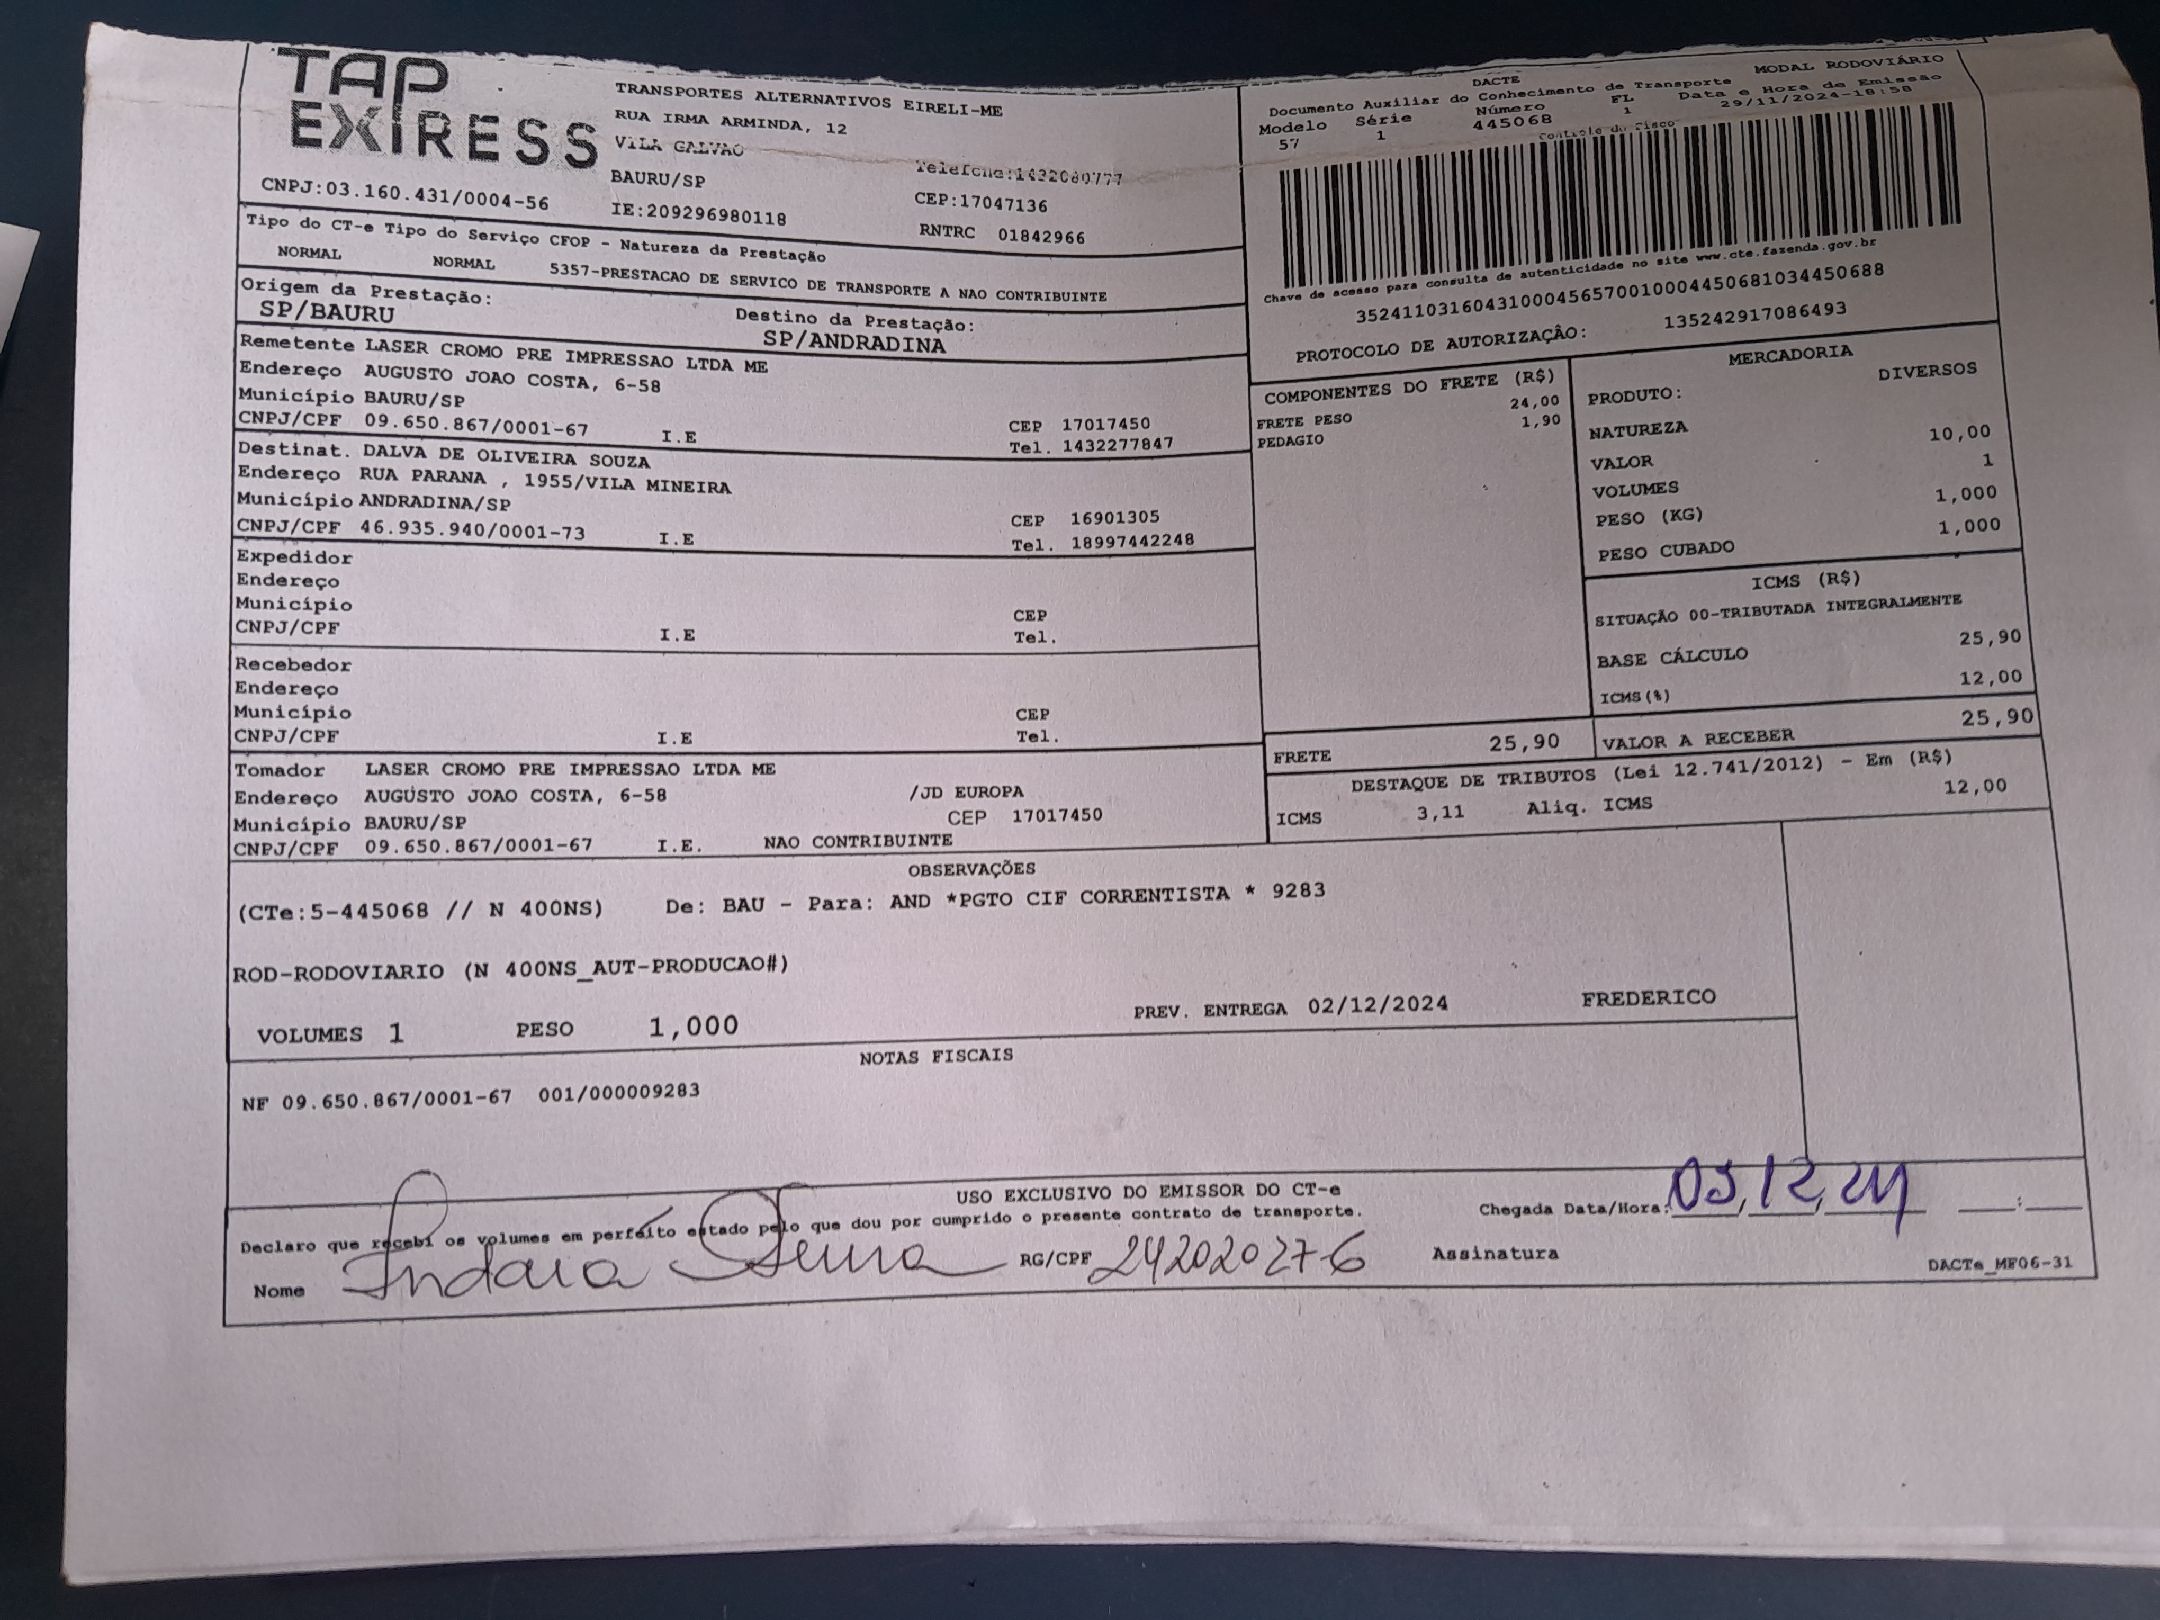 TAP
EXIRESS
TRANSPORTES ALTERNATIVOS EIRELI-ME
RUA IRMA ARMINDA, 12
VILA GALVAO
Telefone:1432080777
BAURU/SP
CEP:17047136
CNPJ:03.160.431/0004-56
IE:209296980118
RNTRC 01842966
DACTE
MODAL RODOVIÁRIO
Documento Auxiliar do Conhecimento de Transporte
Modelo Série Número FL Data e Hora da Emissão
57 1 445068 1 29/11/2024-18:58
Controle do Fisco
Chave de acesso para consulta de autenticidade no site www.cte.fazenda.gov.br
35241103160431000456570010004450681034450688
PROTOCOLO DE AUTORIZAÇÂO: 135242917086493
Tipo do CT-e Tipo do Serviço CFOP - Natureza da Prestação
NORMAL NORMAL 5357-PRESTACAO DE SERVICO DE TRANSPORTE A NAO CONTRIBUINTE
Origem da Prestação: Destino da Prestação:
SP/BAURU SP/ANDRADINA
Remetente LASER CROMO PRE IMPRESSAO LTDA ME
Endereço AUGUSTO JOAO COSTA, 6-58
Município BAURU/SP CEP 17017450
CNPJ/CPF 09.650.867/0001-67 I.E Tel. 1432277847
Destinat. DALVA DE OLIVEIRA SOUZA
Endereço RUA PARANA , 1955/VILA MINEIRA
Município ANDRADINA/SP CEP 16901305
CNPJ/CPF 46.935.940/0001-73 I.E Tel. 18997442248
Expedidor
Endereço
Município CEP
CNPJ/CPF I.E Tel.
Recebedor
Endereço
Município CEP
CNPJ/CPF I.E Tel.
Tomador LASER CROMO PRE IMPRESSAO LTDA ME
Endereço AUGUSTO JOAO COSTA, 6-58 /JD EUROPA
Município BAURU/SP CEP 17017450
CNPJ/CPF 09.650.867/0001-67 I.E. NAO CONTRIBUINTE
COMPONENTES DO FRETE (R$)
FRETE PESO 24,00
PEDAGIO 1,90
MERCADORIA
PRODUTO: DIVERSOS
NATUREZA
VALOR 10,00
VOLUMES 1
PESO (KG) 1,000
PESO CUBADO 1,000
ICMS (R$)
SITUAÇÃO 00-TRIBUTADA INTEGRALMENTE
BASE CÁLCULO 25,90
ICMS(%) 12,00
FRETE 25,90 VALOR A RECEBER 25,90
DESTAQUE DE TRIBUTOS (Lei 12.741/2012) - Em (R$)
ICMS 3,11 Aliq. ICMS 12,00
OBSERVAÇÕES
(CTe:5-445068 // N 400NS) De: BAU - Para: AND *PGTO CIF CORRENTISTA * 9283
ROD-RODOVIARIO (N 400NS_AUT-PRODUCAO#)
VOLUMES 1 PESO 1,000 PREV. ENTREGA 02/12/2024 FREDERICO
NOTAS FISCAIS
NF 09.650.867/0001-67 001/000009283
USO EXCLUSIVO DO EMISSOR DO CT-e
Declaro que recebi os volumes em perfeito estado pelo que dou por cumprido o presente contrato de transporte.
Chegada Data/Hora: 03, 12, 24 :
Nome Indaia RG/CPF 24202027-6 Assinatura
DACTe_MF06-31